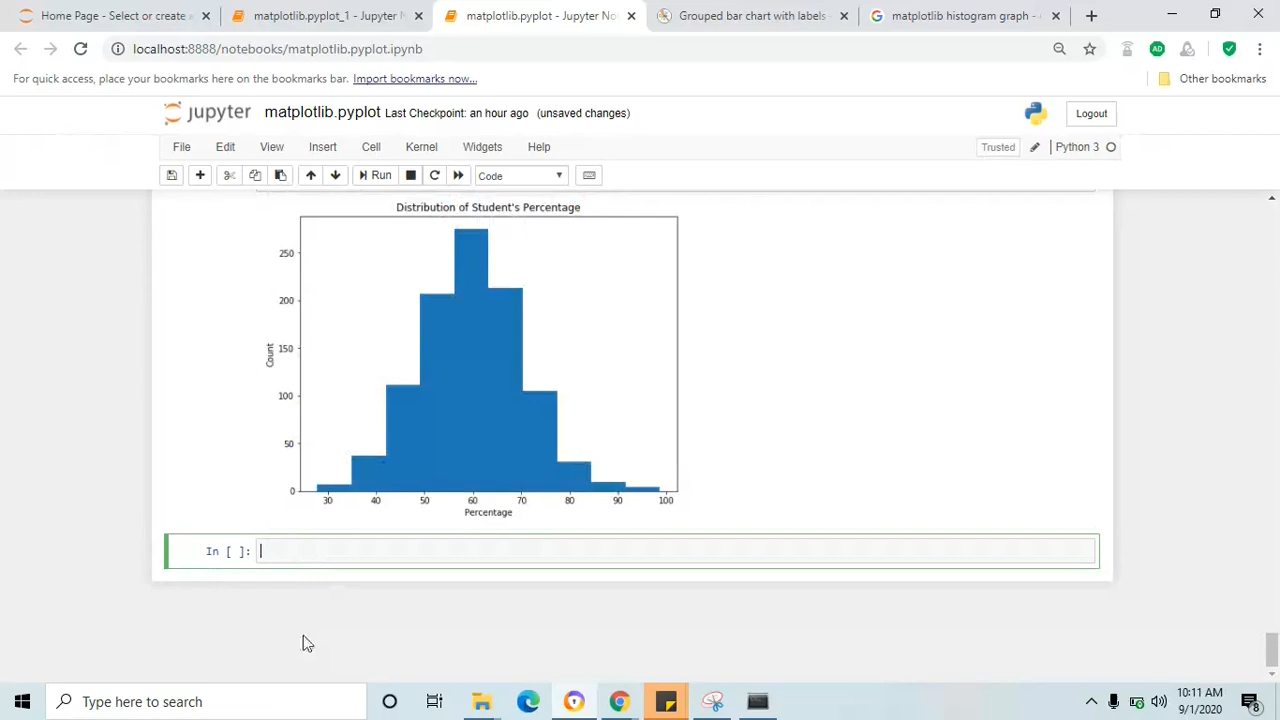 Home Page - Select or create
matplotlib.pyplot_1 - Jupyter N
matplotlib.pyplot - Jupyter No
Grouped bar chart with labels -
matplotlib histogram graph -
localhost:8888/notebooks/matplotlib.pyplot.ipynb
AD
For quick access, place your bookmarks here on the bookmarks bar. Import bookmarks now...
Other bookmarks
jupyter matplotlib.pyplot Last Checkpoint: an hour ago (unsaved changes)
Logout
File Edit View Insert Cell Kernel Widgets Help
Trusted Python 3
Run Code
Distribution of Student's Percentage
250
200
150
100
50
0
Count
30 40 50 60 70 80 90 100
Percentage
In [ ]:
Type here to search
10:11 AM
9/1/2020
8